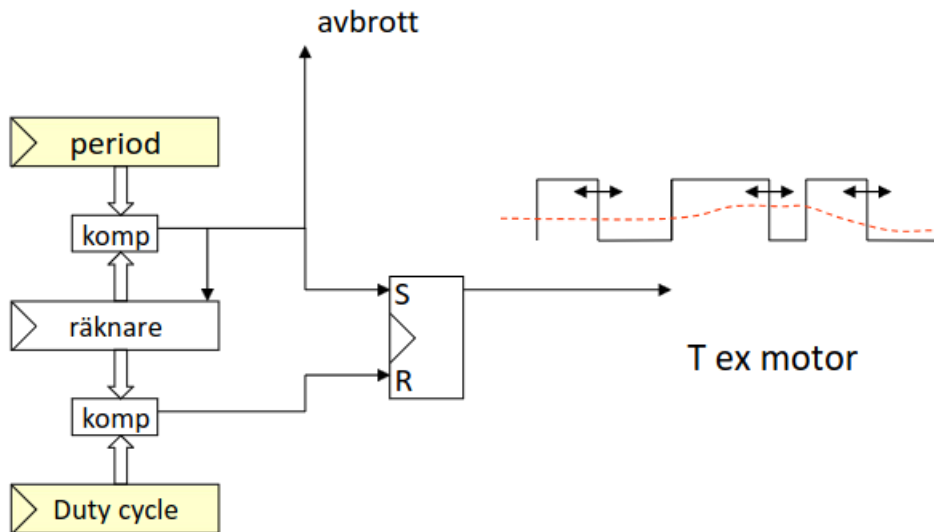 avbrott
period
komp
räknare
komp
Duty cycle
S
R
T ex motor